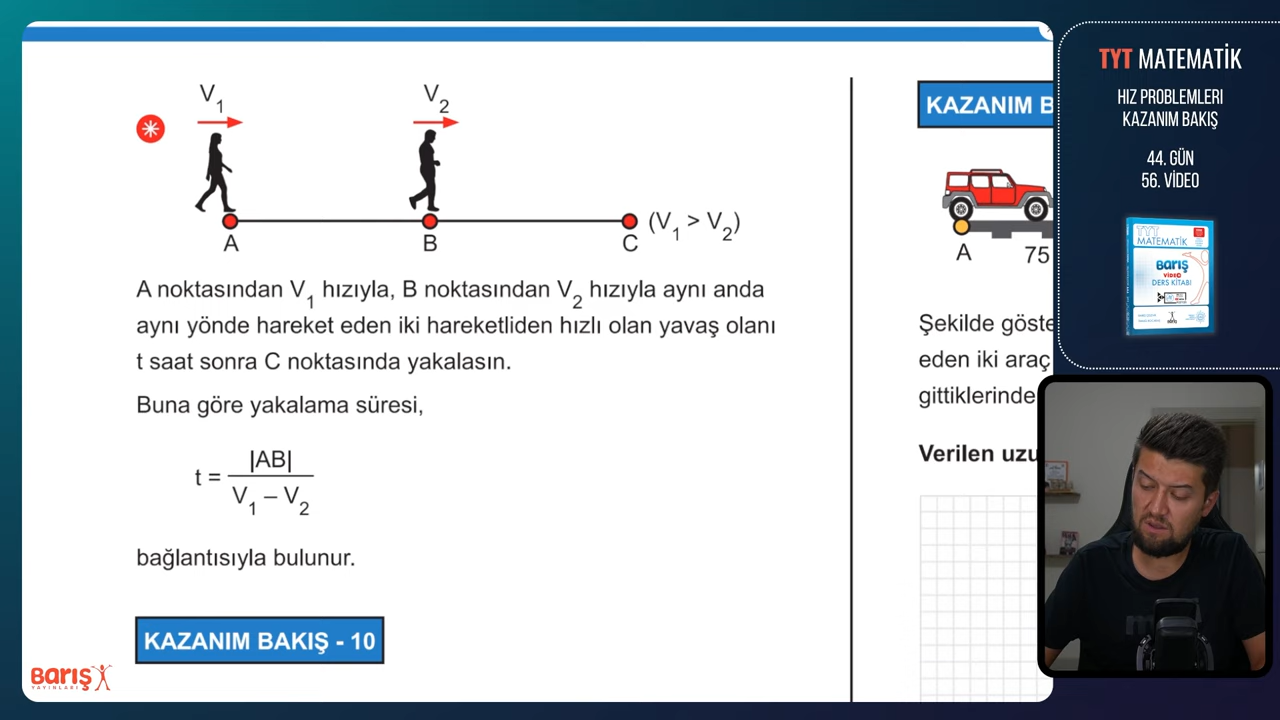 V1
V2
A
B
C
(V1 > V2)
A noktasından V1 hızıyla, B noktasından V2 hızıyla aynı anda
aynı yönde hareket eden iki hareketliden hızlı olan yavaş olanı
t saat sonra C noktasında yakalasın.
Buna göre yakalama süresi,
t = |AB| / V1 – V2
bağlantısıyla bulunur.
KAZANIM BAKIŞ - 10
BARIŞ
YAYINLARI
KAZANIM B
A
75
Şekilde göste
eden iki araç
gittiklerinde
Verilen uzu
TYT MATEMATİK
HIZ PROBLEMLERI
KAZANIM BAKIŞ
44. GÜN
56. VİDEO
TYT
MATEMATİK
BARIŞ
VİDEO
DERS KİTABI